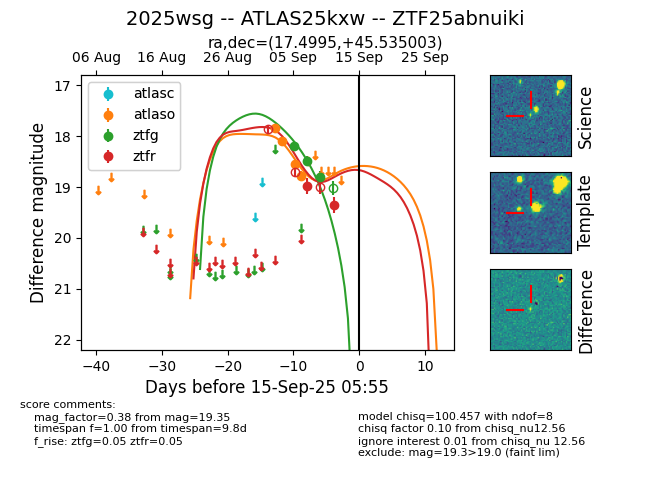 2025wsg -- ATLAS25kxw -- ZTF25abnuiki
ra,dec=(17.4995,+45.535003)
06 Aug 16 Aug 26 Aug 05 Sep 15 Sep 25 Sep
17
18
19
20
21
22
Difference magnitude
atlasc
atlaso
ztfg
ztfr
−40 −30 −20 −10 0 10
Days before 15-Sep-25 05:55
Science
Template
Difference
score comments:
mag_factor=0.38 from mag=19.35
timespan f=1.00 from timespan=9.8d
f_rise: ztfg=0.05 ztfr=0.05
model chisq=100.457 with ndof=8
chisq factor 0.10 from chisq_nu12.56
ignore interest 0.01 from chisq_nu 12.56
exclude: mag=19.3>19.0 (faint lim)